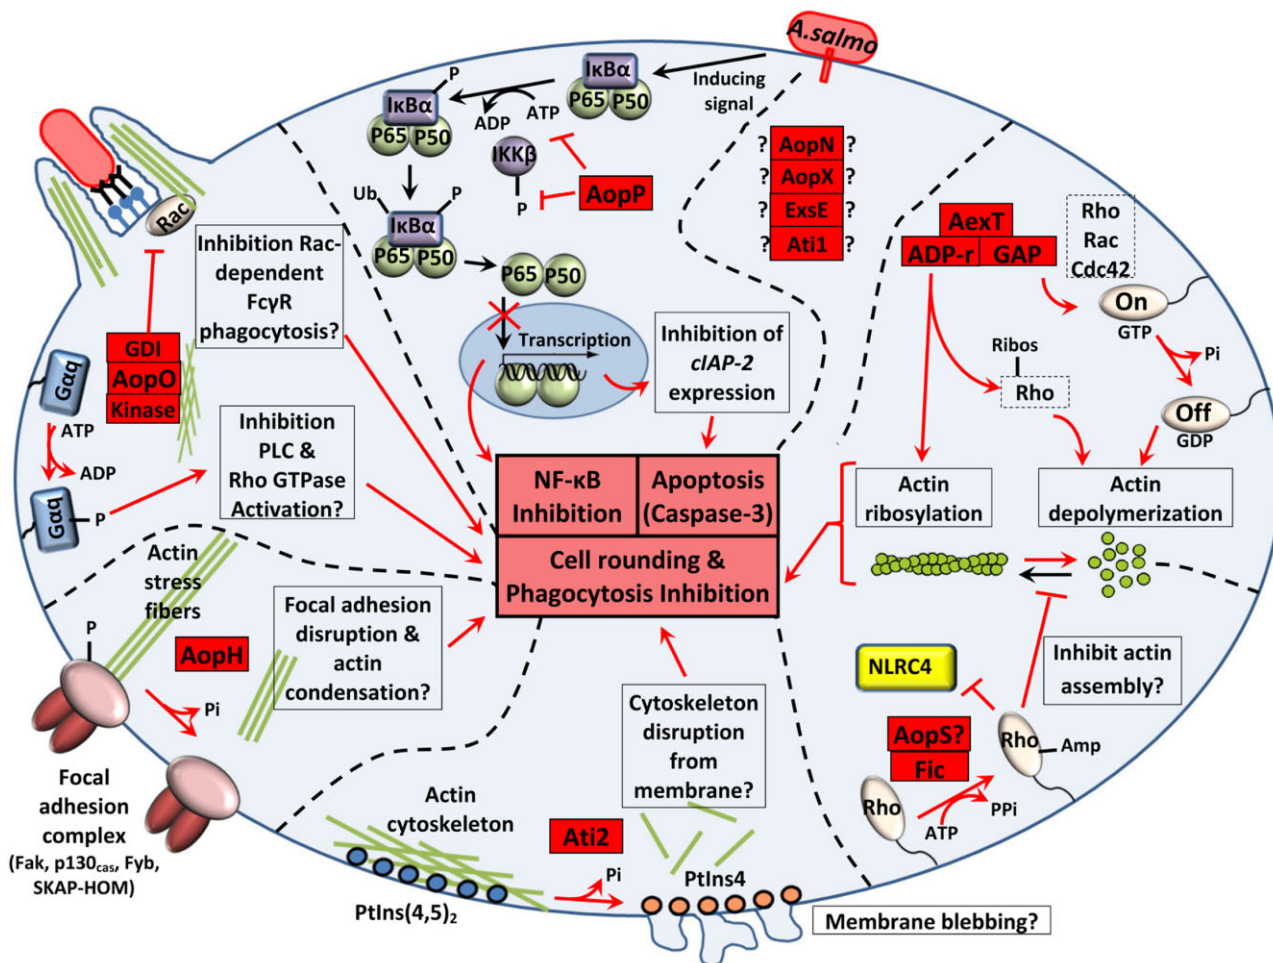 A.salmo
Inducing
signal
IκBα
P65 P50
ATP
ADP
P
IκBα
P65 P50
IKKβ
P
AopP
Ub
P
IκBα
P65 P50
P65 P50
Transcription
Inhibition of
cIAP-2
expression
? AopN ?
? AopX ?
? ExsE ?
? Ati1 ?
AexT
ADP-r GAP
Rho
Rac
Cdc42
On
GTP
Pi
Off
GDP
Ribos
Rho
Actin
ribosylation
Actin
depolymerization
Rac
Inhibition Rac-
dependent
FcγR
phagocytosis?
GDI
AopO
Kinase
Gαq
ATP
ADP
Gαq
P
Inhibition
PLC &
Rho GTPase
Activation?
NF-κB
Inhibition
Apoptosis
(Caspase-3)
Cell rounding &
Phagocytosis Inhibition
Actin
stress
fibers
P
AopH
Pi
Focal adhesion
disruption &
actin
condensation?
Focal
adhesion
complex
(Fak, p130cas, Fyb,
SKAP-HOM)
Actin
cytoskeleton
PtIns(4,5)2
Ati2
Pi
PtIns4
Cytoskeleton
disruption
from
membrane?
Membrane blebbing?
NLRC4
Inhibit actin
assembly?
AopS?
Fic
Rho
Amp
Rho
ATP
PPi